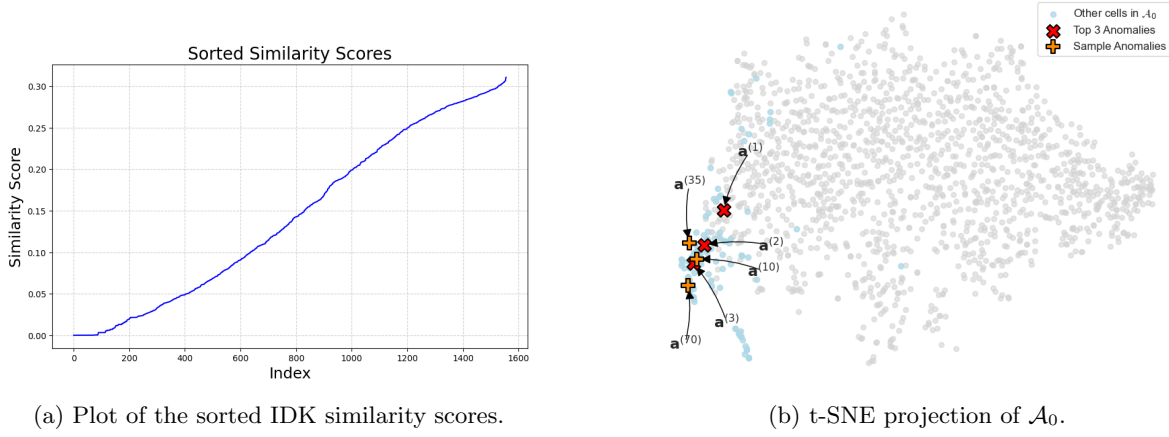 Sorted Similarity Scores
Similarity Score
0.30
0.25
0.20
0.15
0.10
0.05
0.00
0 200 400 600 800 1000 1200 1400 1600
Index
(a) Plot of the sorted IDK similarity scores.
Other cells in 𝒜₀
Top 3 Anomalies
Sample Anomalies
a⁽¹⁾
a⁽³⁵⁾
a⁽²⁾
a⁽¹⁰⁾
a⁽³⁾
a⁽⁷⁰⁾
(b) t-SNE projection of 𝒜₀.